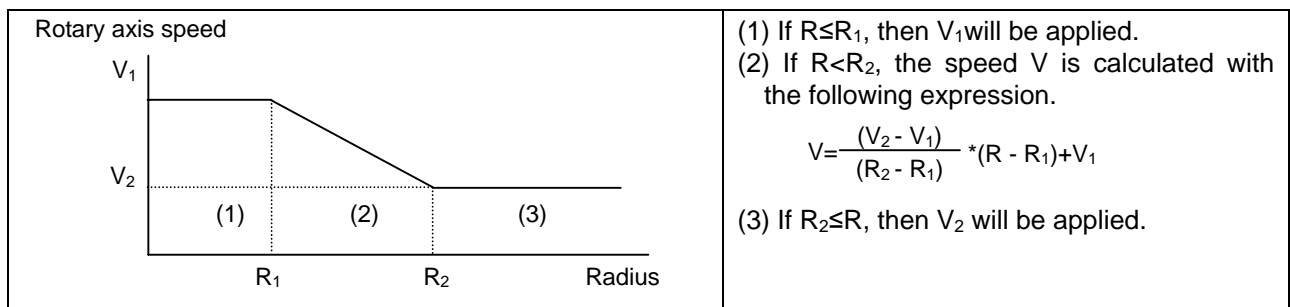 Rotary axis speed
V₁
V₂
(1) (2) (3)
R₁ R₂ Radius
(1) If R≤R₁, then V₁will be applied.
(2) If R<R₂, the speed V is calculated with
the following expression.
V=(V₂ - V₁)/(R₂ - R₁) *(R - R₁)+V₁
(3) If R₂≤R, then V₂ will be applied.